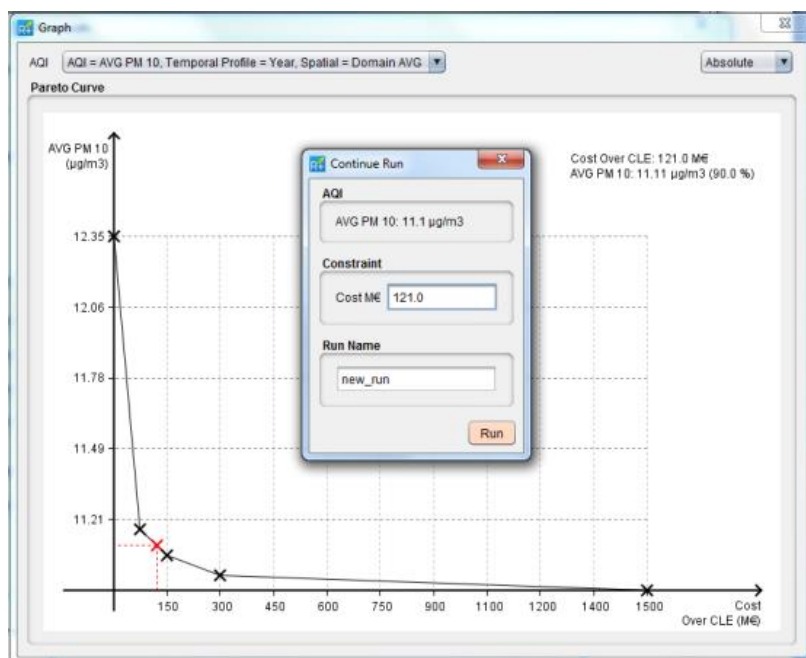 Graph
AQI
AQI = AVG PM 10, Temporal Profile = Year, Spatial = Domain AVG
Absolute
Pareto Curve
AVG PM 10
(µg/m3)
Cost Over CLE: 121.0 M€
AVG PM 10: 11.11 µg/m3 (90.0 %)
Continue Run
AQI
AVG PM 10: 11.1 µg/m3
Constraint
Cost M€ 121.0
Run Name
new_run
Run
12.35
12.06
11.78
11.49
11.21
150 300 450 600 750 900 1100 1200 1400 1500
Cost
Over CLE (M€)